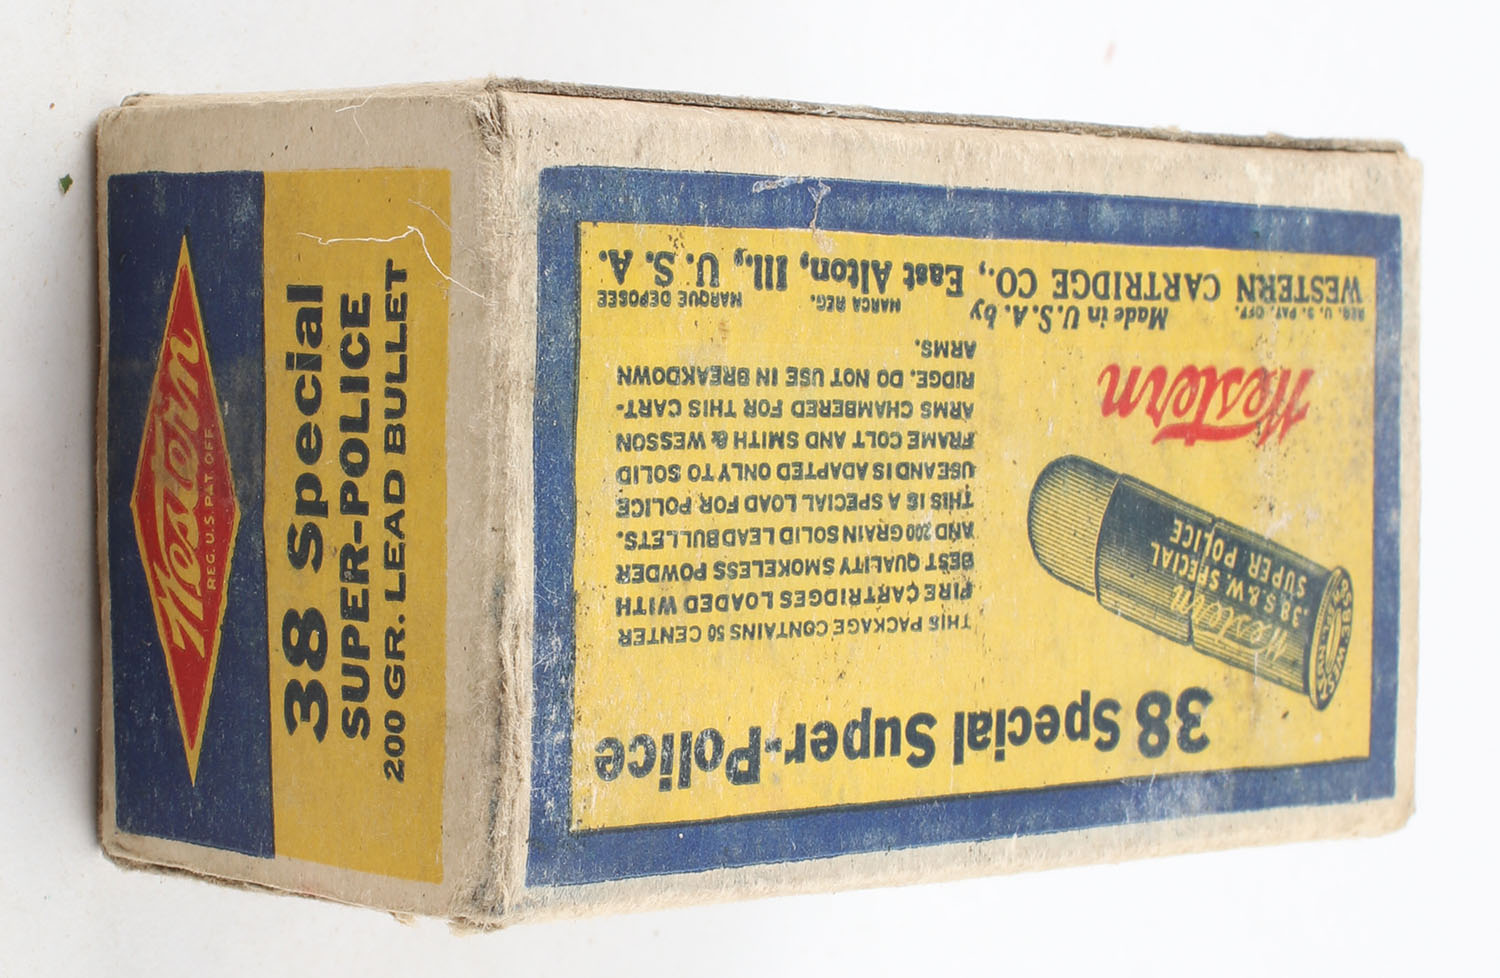 Western
REG. U.S. PAT. OFF.
38 Special
SUPER-POLICE
200 GR. LEAD BULLET
38 Special Super-Police
THIS PACKAGE CONTAINS 50 CENTER
FIRE CARTRIDGES LOADED WITH
BEST QUALITY SMOKELESS POWDER
AND 200 GRAIN SOLID LEAD BULLETS.
THIS IS A SPECIAL LOAD FOR POLICE
USE AND IS ADAPTED ONLY TO SOLID
FRAME COLT AND SMITH & WESSON
ARMS CHAMBERED FOR THIS CART-
RIDGE. DO NOT USE IN BREAKDOWN
ARMS.
Western
.38 S & W. SPECIAL
SUPER POLICE
Western
Made in U.S.A. by
REG. U. S. PAT. OFF. MARCA REG. MARQUE DEPOSEE
WESTERN CARTRIDGE CO., East Alton, Ill., U. S. A.